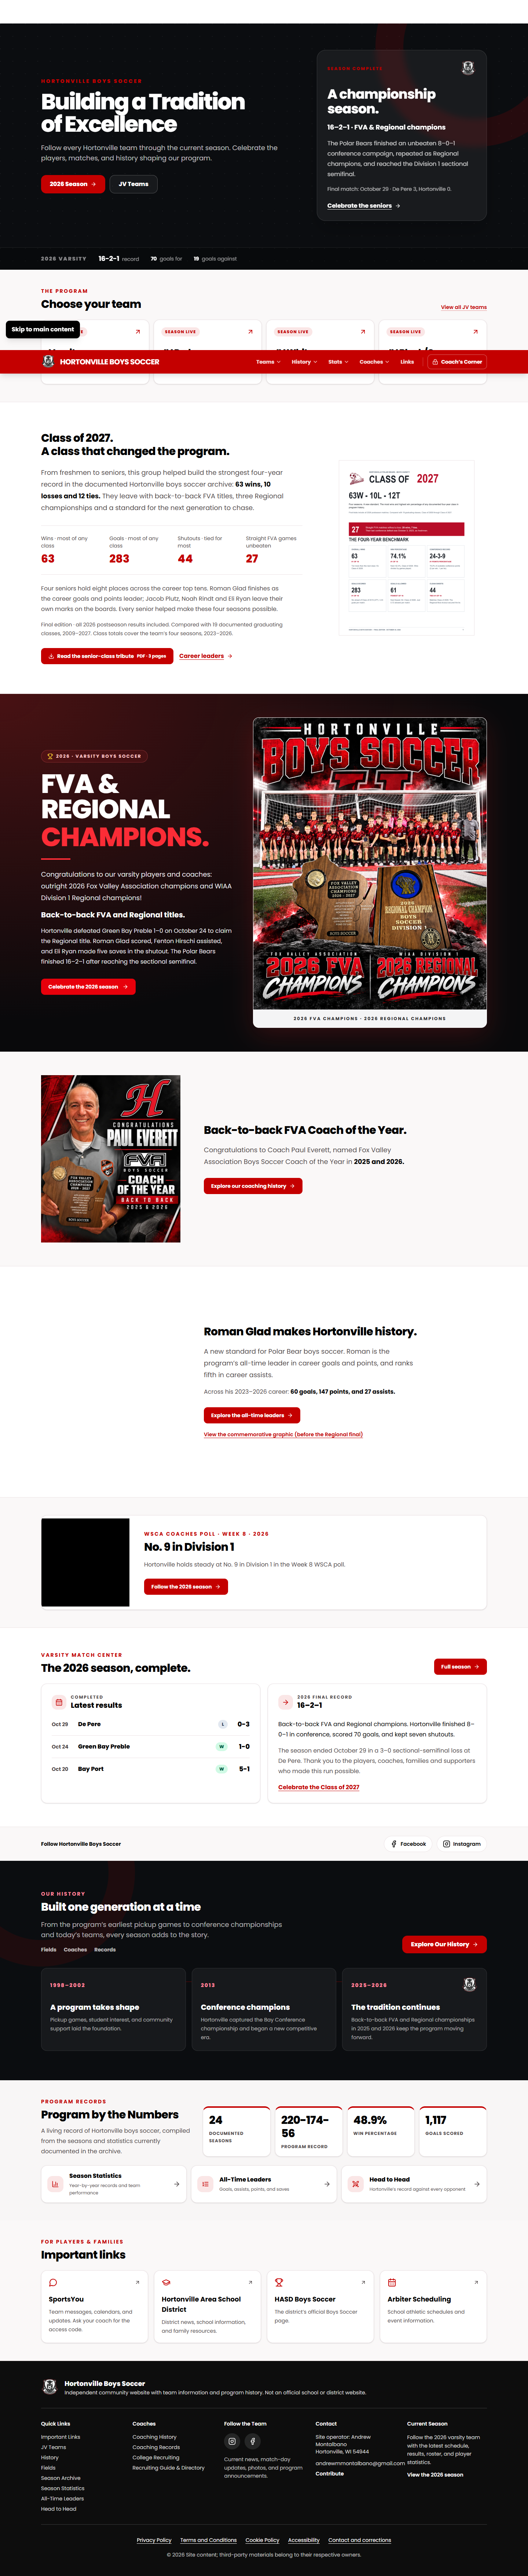 HORTONVILLE BOYS SOCCER
Building a Tradition
of Excellence
Follow every Hortonville team through the current season. Celebrate the
players, matches, and history shaping our program.
2026 Season
JV Teams
SEASON COMPLETE
A championship
season.
16–2–1 · FVA & Regional champions
The Polar Bears finished an unbeaten 8–0–1
conference campaign, repeated as Regional
champions, and reached the Division 1 sectional
semifinal.
Final match: October 29 · De Pere 3, Hortonville 0.
Celebrate the seniors
2026 VARSITY
16-2-1 record
70 goals for
19 goals against
THE PROGRAM
Choose your team
View all JV teams
Skip to main content
SEASON LIVE
SEASON LIVE
SEASON LIVE
HORTONVILLE BOYS SOCCER
Teams
History
Stats
Coaches
Links
Coach's Corner
Class of 2027.
A class that changed the program.
From freshmen to seniors, this group helped build the strongest four-year
record in the documented Hortonville boys soccer archive: 63 wins, 10
losses and 12 ties. They leave with back-to-back FVA titles, three Regional
championships and a standard for the next generation to chase.
Wins · most of any
class
63
Goals · most of any
class
283
Shutouts · tied for
most
44
Straight FVA games
unbeaten
27
Four seniors hold eight places across the career top tens. Roman Glad finishes as
the career goals and points leader; Jacob Plutz, Noah Rindt and Eli Ryan leave their
own marks on the boards. Every senior helped make these four seasons possible.
Final edition · all 2026 postseason results included. Compared with 19 documented graduating
classes, 2009–2027. Class totals cover the team's four seasons, 2023–2026.
Read the senior-class tribute PDF · 3 pages
Career leaders
CLASS OF 2027
63W - 10L - 12T
27
THE FOUR-YEAR BENCHMARK
63
74.1%
24-3-9
283
61
44
2026 · VARSITY BOYS SOCCER
FVA &
REGIONAL
CHAMPIONS.
Congratulations to our varsity players and coaches:
outright 2026 Fox Valley Association champions and WIAA
Division 1 Regional champions!
Back-to-back FVA and Regional titles.
Hortonville defeated Green Bay Preble 1–0 on October 24 to claim
the Regional title. Roman Glad scored, Fenton Hirschi assisted,
and Eli Ryan made five saves in the shutout. The Polar Bears
finished 16–2–1 after reaching the sectional semifinal.
Celebrate the 2026 season
HORTONVILLE
BOYS SOCCER
FOX VALLEY
ASSOCIATION
CHAMPIONS
2026 - 2027
BOYS SOCCER
2026
REGIONAL CHAMPION
BOYS
SOCCER
DIVISION 1
FOX VALLEY ASSOCIATION
2026 FVA
CHAMPIONS
WIAA DIVISION 1
2026 REGIONAL
CHAMPIONS
2026 FVA CHAMPIONS · 2026 REGIONAL CHAMPIONS
H
CONGRATULATIONS
PAUL EVERETT
FVA
BOYS SOCCER
COACH
OF THE YEAR
BACK TO BACK
2025 & 2026
Back-to-back FVA Coach of the Year.
Congratulations to Coach Paul Everett, named Fox Valley
Association Boys Soccer Coach of the Year in 2025 and 2026.
Explore our coaching history
Roman Glad makes Hortonville history.
A new standard for Polar Bear boys soccer. Roman is the
program's all-time leader in career goals and points, and ranks
fifth in career assists.
Across his 2023–2026 career: 60 goals, 147 points, and 27 assists.
Explore the all-time leaders
View the commemorative graphic (before the Regional final)
WSCA COACHES POLL · WEEK 8 · 2026
No. 9 in Division 1
Hortonville holds steady at No. 9 in Division 1 in the Week 8 WSCA poll.
Follow the 2026 season
VARSITY MATCH CENTER
The 2026 season, complete.
Full season
COMPLETED
Latest results
Oct 29 De Pere L 0-3
Oct 24 Green Bay Preble W 1-0
Oct 20 Bay Port W 5-1
2026 FINAL RECORD
16–2–1
Back-to-back FVA and Regional champions. Hortonville finished 8–
0–1 in conference, scored 70 goals, and kept seven shutouts.
The season ended October 29 in a 3–0 sectional-semifinal loss at
De Pere. Thank you to the players, coaches, families and supporters
who made this run possible.
Celebrate the Class of 2027
Follow Hortonville Boys Soccer
Facebook
Instagram
OUR HISTORY
Built one generation at a time
From the program's earliest pickup games to conference championships
and today's teams, every season adds to the story.
Fields
Coaches
Records
Explore Our History
1998–2002
A program takes shape
Pickup games, student interest, and community
support laid the foundation.
2013
Conference champions
Hortonville captured the Bay Conference
championship and began a new competitive
era.
2025–2026
The tradition continues
Back-to-back FVA and Regional championships
in 2025 and 2026 keep the program moving
forward.
PROGRAM RECORDS
Program by the Numbers
A living record of Hortonville boys soccer, compiled
from the seasons and statistics currently
documented in the archive.
24
DOCUMENTED
SEASONS
220-174-
56
PROGRAM RECORD
48.9%
WIN PERCENTAGE
1,117
GOALS SCORED
Season Statistics
Year-by-year records and team
performance
All-Time Leaders
Goals, assists, points, and saves
Head to Head
Hortonville's record against every opponent
FOR PLAYERS & FAMILIES
Important links
SportsYou
Team messages, calendars, and
updates. Ask your coach for the
access code.
Hortonville Area School
District
District news, school information,
and family resources.
HASD Boys Soccer
The district's official Boys Soccer
page.
Arbiter Scheduling
School athletic schedules and
event information.
Hortonville Boys Soccer
Independent community website with team information and program history. Not an official school or district website.
Quick Links
Important Links
JV Teams
History
Fields
Season Archive
Season Statistics
All-Time Leaders
Head to Head
Coaches
Coaching History
Coaching Records
College Recruiting
Recruiting Guide & Directory
Follow the Team
Current news, match-day
updates, photos, and program
announcements.
Contact
Site operator: Andrew
Montalbano
Hortonville, WI 54944
andrewmmontalbano@gmail.com
Contribute
Current Season
Follow the 2026 varsity team
with the latest schedule,
results, roster, and player
statistics.
View the 2026 season
Privacy Policy
Terms and Conditions
Cookie Policy
Accessibility
Contact and corrections
© 2026 Site content; third-party materials belong to their respective owners.